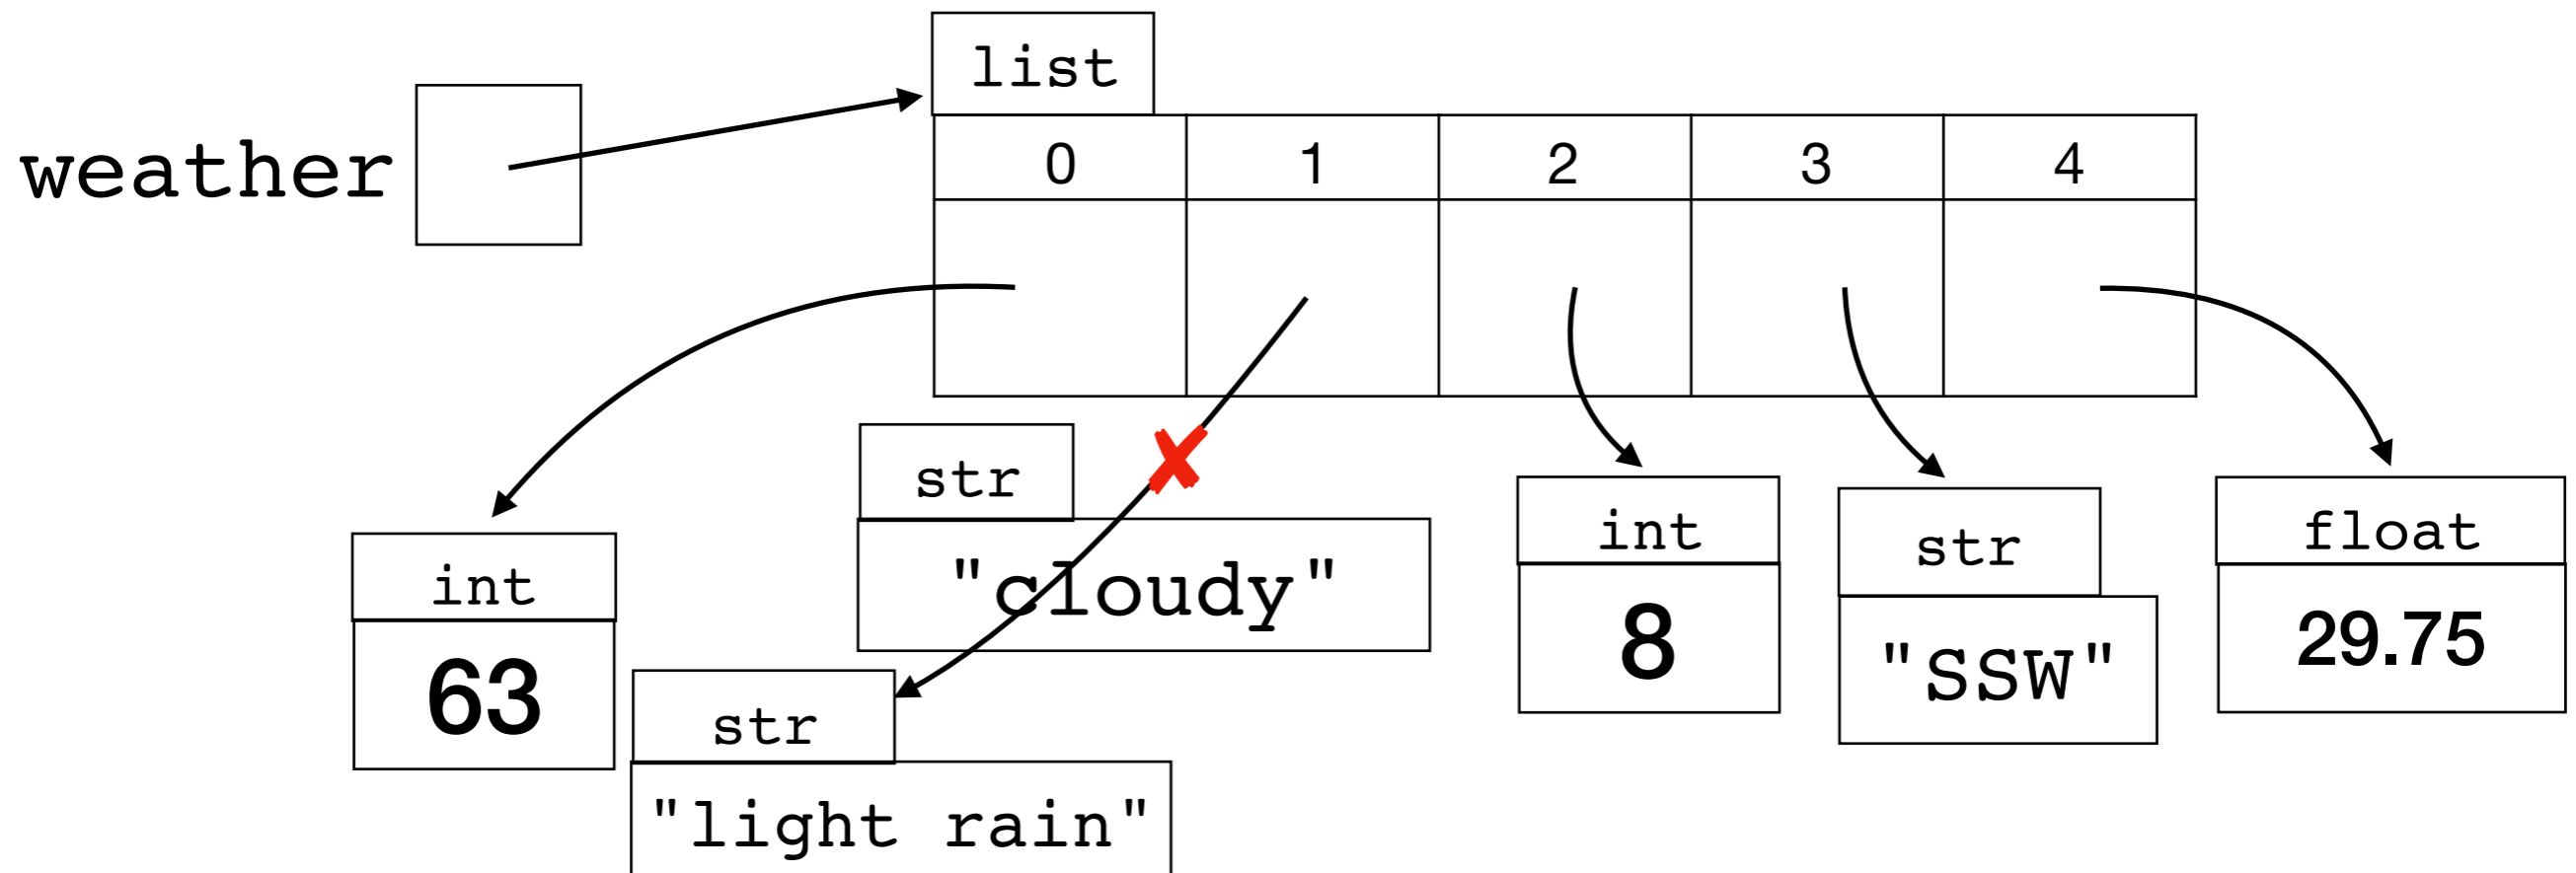 list
weather
0 1 2 3 4
str
int
str
float
int
"cloudy"
8
"SSW"
29.75
63
str
"light rain"